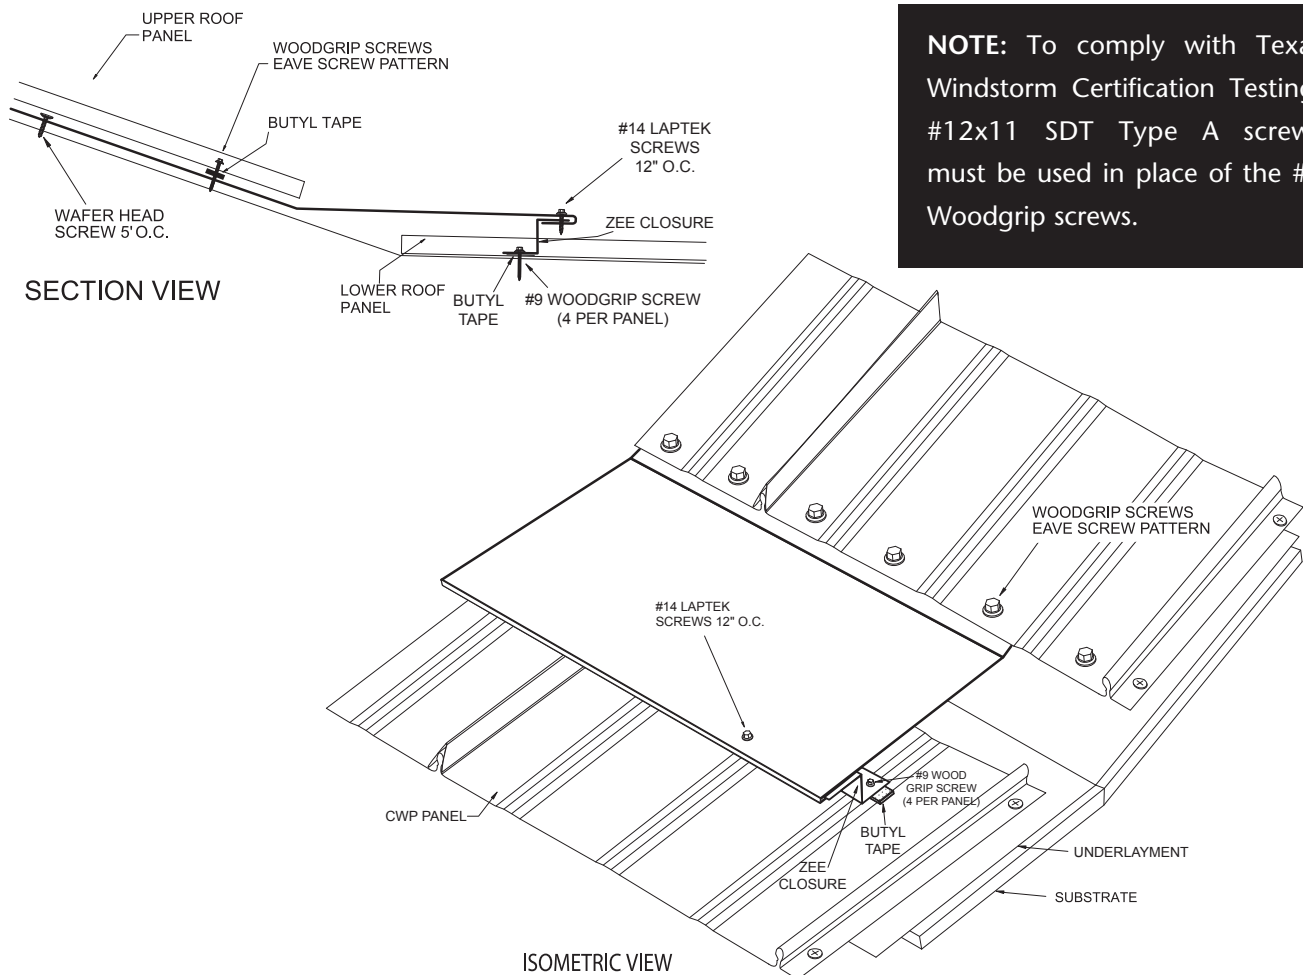 UPPER ROOF
PANEL
WOODGRIP SCREWS
EAVE SCREW PATTERN
BUTYL TAPE
#14 LAPTEK
SCREWS
12" O.C.
WAFER HEAD
SCREW 5' O.C.
ZEE CLOSURE
SECTION VIEW
LOWER ROOF
PANEL
BUTYL
TAPE
#9 WOODGRIP SCREW
(4 PER PANEL)
NOTE: To comply with
Windstorm Certification
#12x11 SDT Type A
must be used in place of the
Woodgrip screws.
WOODGRIP SCREWS
EAVE SCREW PATTERN
#14 LAPTEK
SCREWS 12" O.C.
#9 WOOD
GRIP SCREW
(4 PER PANEL)
CWP PANEL
BUTYL
TAPE
ZEE
CLOSURE
UNDERLAYMENT
SUBSTRATE
ISOMETRIC VIEW